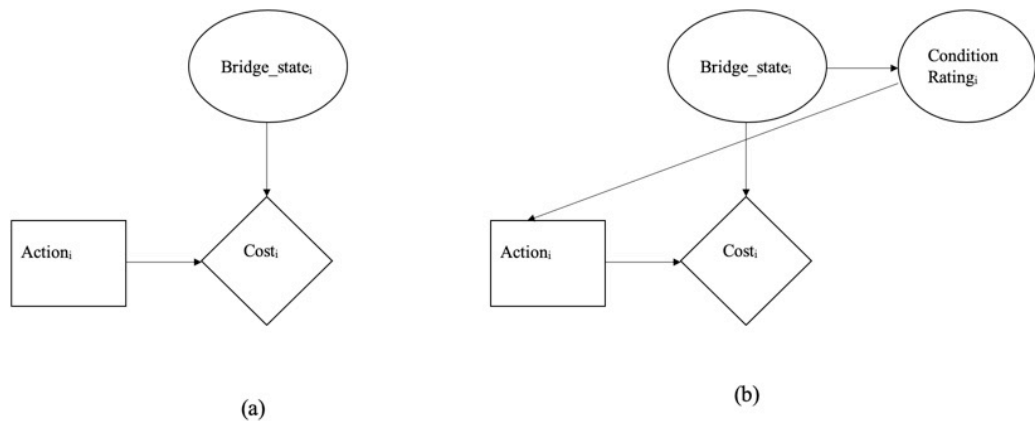 Bridge_stateᵢ
Actionᵢ
Costᵢ
(a)
Bridge_stateᵢ
Condition
Ratingᵢ
Actionᵢ
Costᵢ
(b)